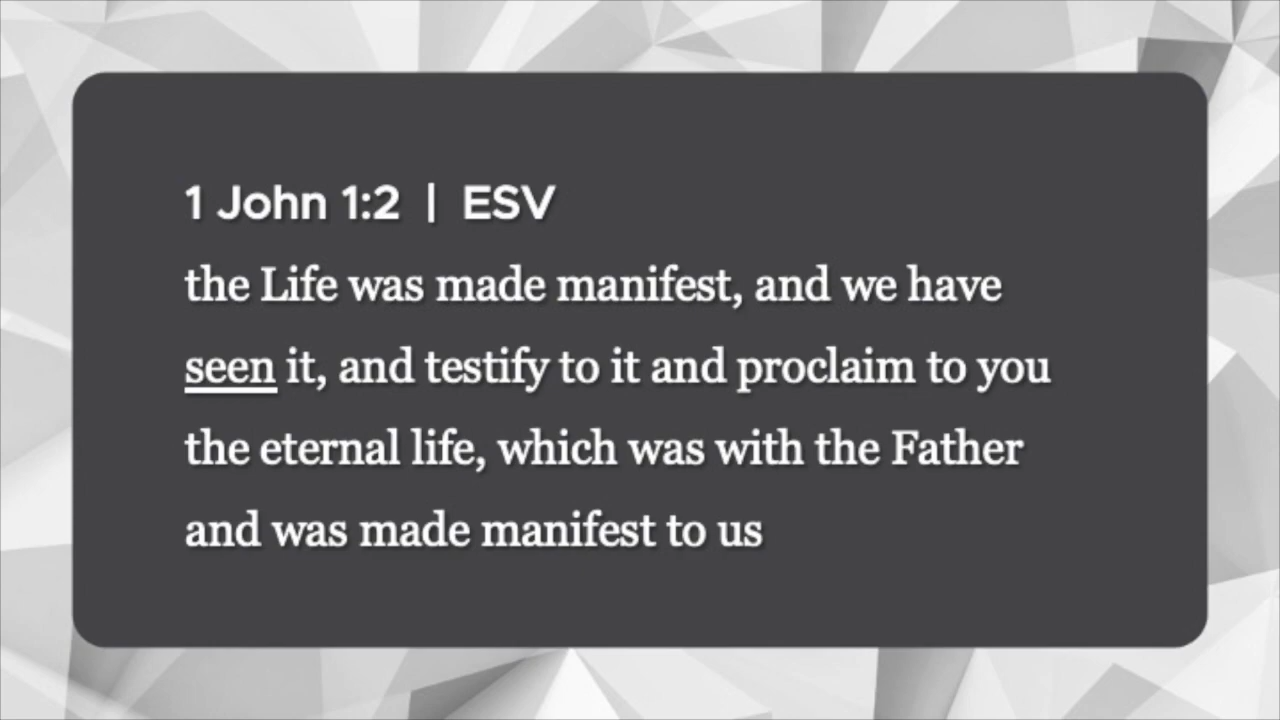 1 John 1:2 | ESV
the Life was made manifest, and we have
seen it, and testify to it and proclaim to you
the eternal life, which was with the Father
and was made manifest to us